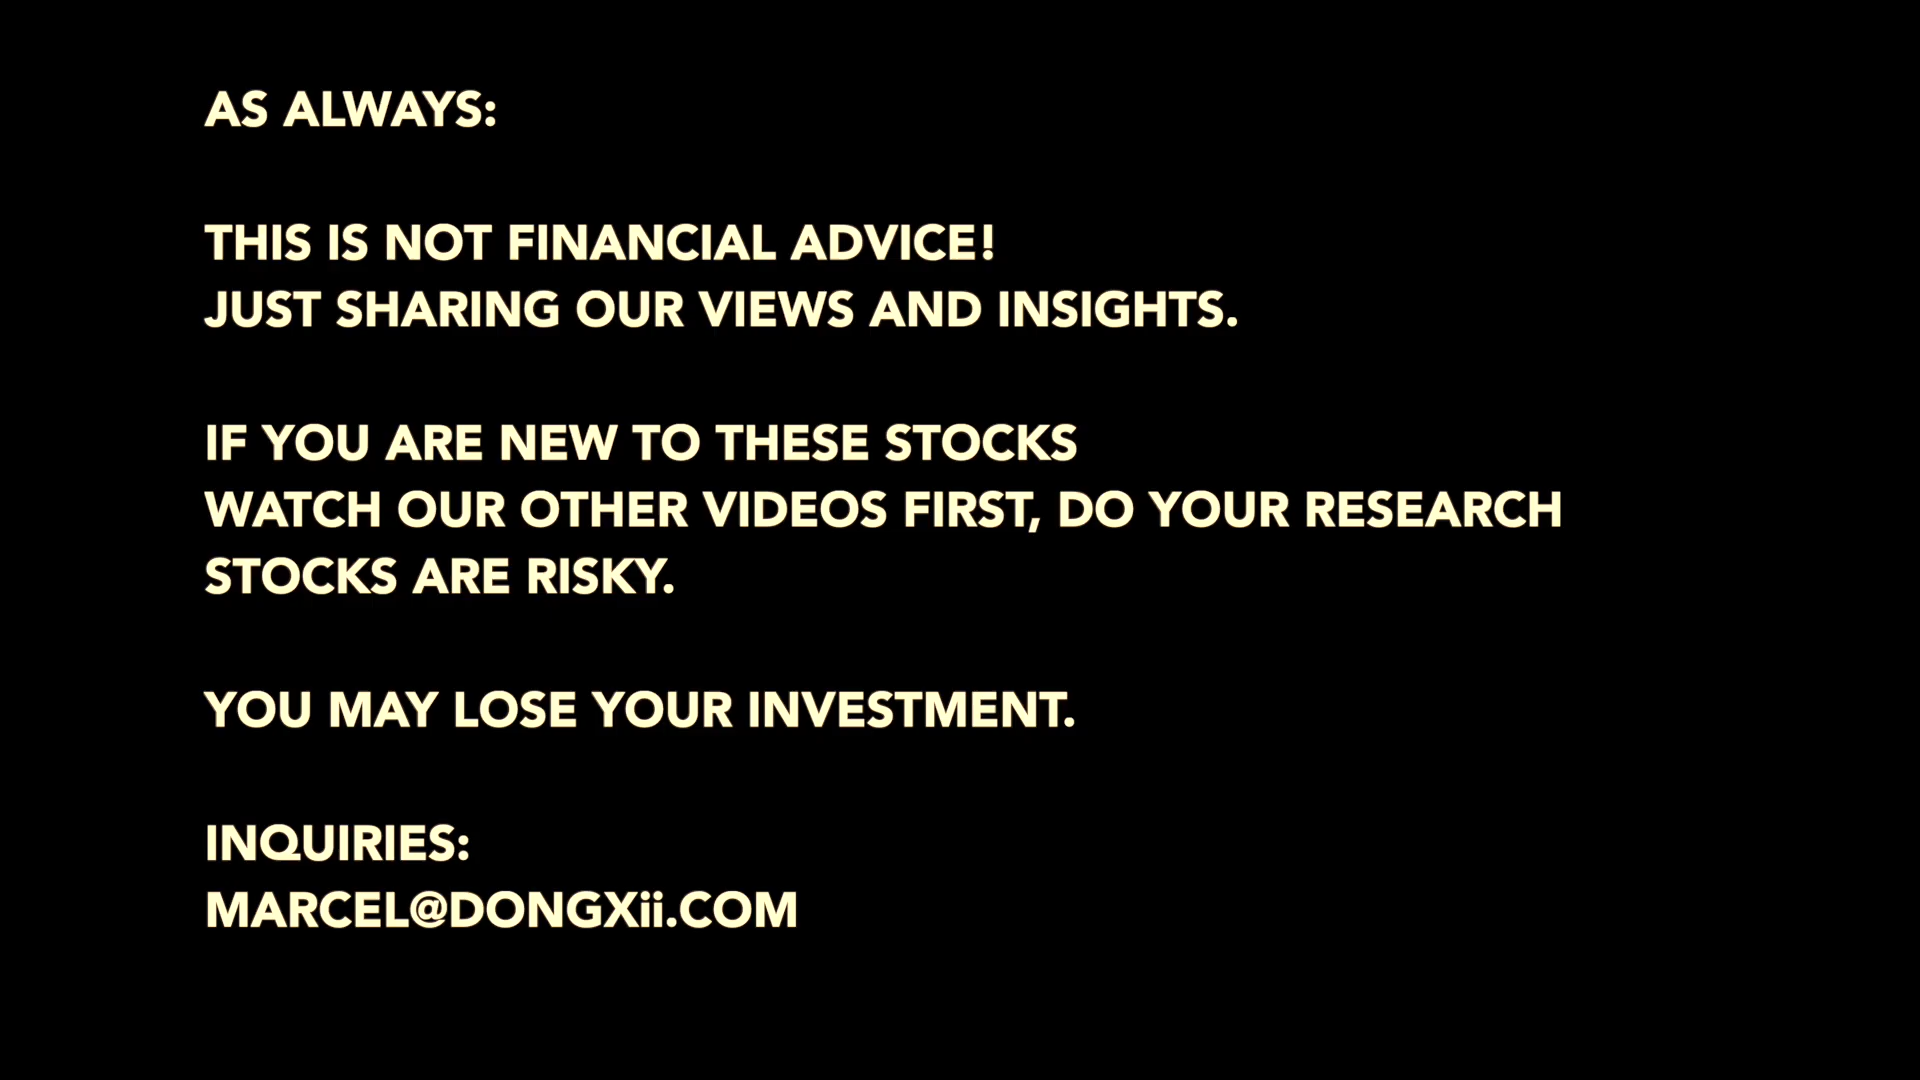 AS ALWAYS:
THIS IS NOT FINANCIAL ADVICE!
JUST SHARING OUR VIEWS AND INSIGHTS.
IF YOU ARE NEW TO THESE STOCKS
WATCH OUR OTHER VIDEOS FIRST, DO YOUR RESEARCH
STOCKS ARE RISKY.
YOU MAY LOSE YOUR INVESTMENT.
INQUIRIES:
MARCEL@DONGXii.COM